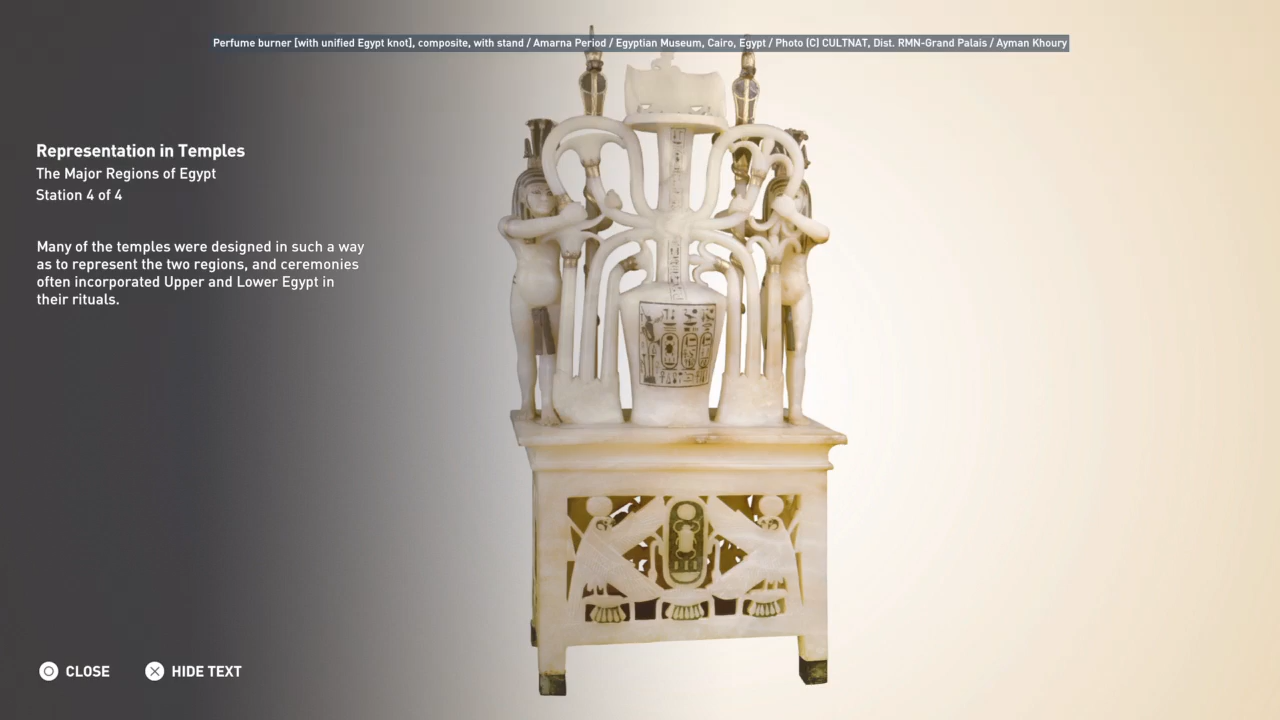 Perfume burner [with unified Egypt knot], composite, with stand / Amarna Period / Egyptian Museum, Cairo, Egypt / Photo (C) CULTNAT, Dist. RMN-Grand Palais / Ayman Khoury
Representation in Temples
The Major Regions of Egypt
Station 4 of 4
Many of the temples were designed in such a way
as to represent the two regions, and ceremonies
often incorporated Upper and Lower Egypt in
their rituals.
CLOSE
HIDE TEXT